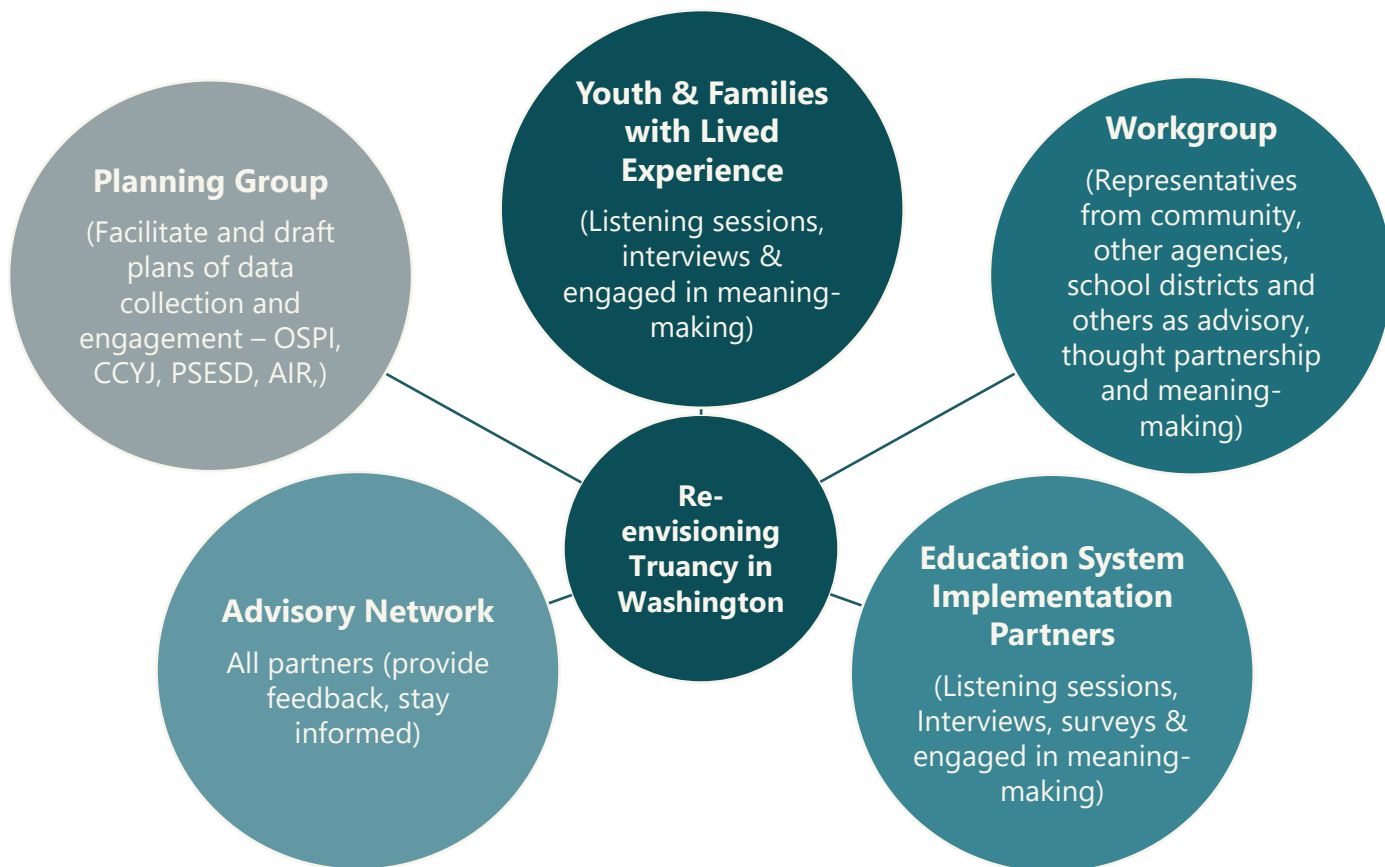 Youth & Families
with Lived
Experience
(Listening sessions,
interviews &
engaged in meaning-
making)
Workgroup
(Representatives
from community,
other agencies,
school districts and
others as advisory,
thought partnership
and meaning-
making)
Education System
Implementation
Partners
(Listening sessions,
Interviews, surveys &
engaged in meaning-
making)
Advisory Network
All partners (provide
feedback, stay
informed)
Planning Group
(Facilitate and draft
plans of data
collection and
engagement – OSPI,
CCYJ, PSESD, AIR,)
Re-
envisioning
Truancy in
Washington